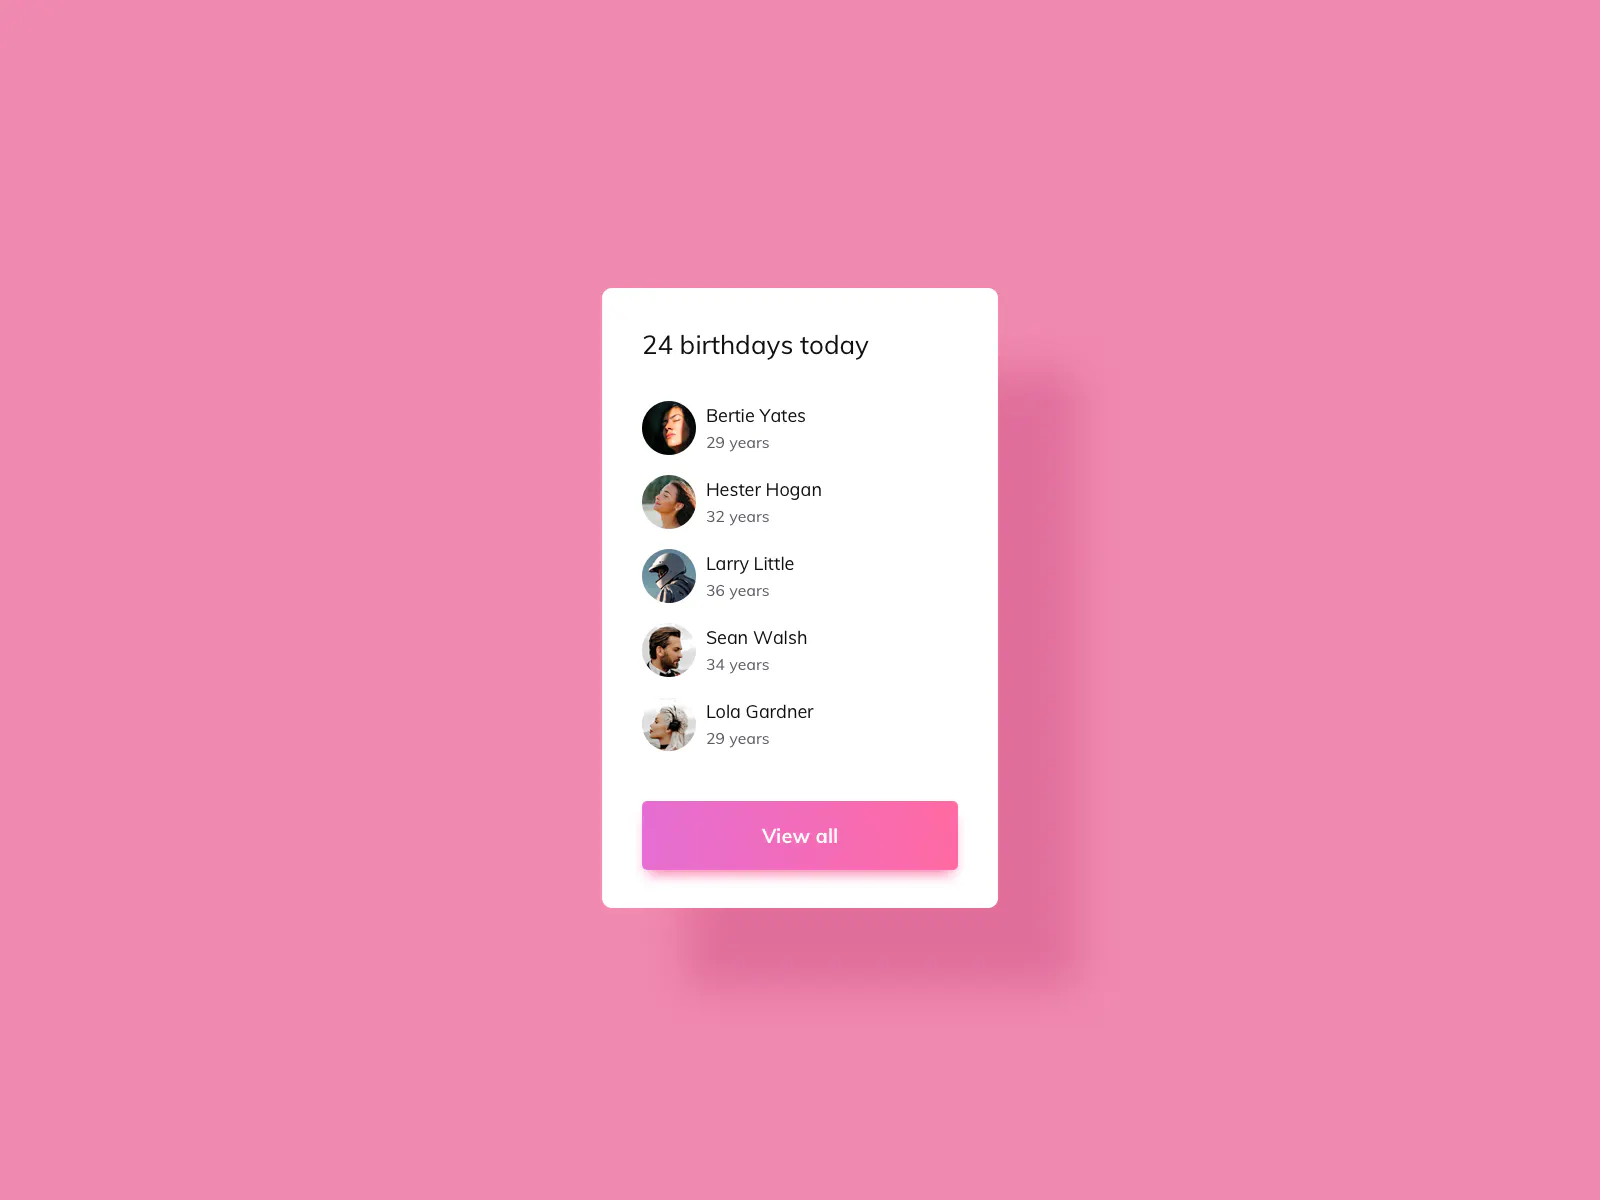 24 birthdays today
Bertie Yates
29 years
Hester Hogan
32 years
Larry Little
36 years
Sean Walsh
34 years
Lola Gardner
29 years
View all